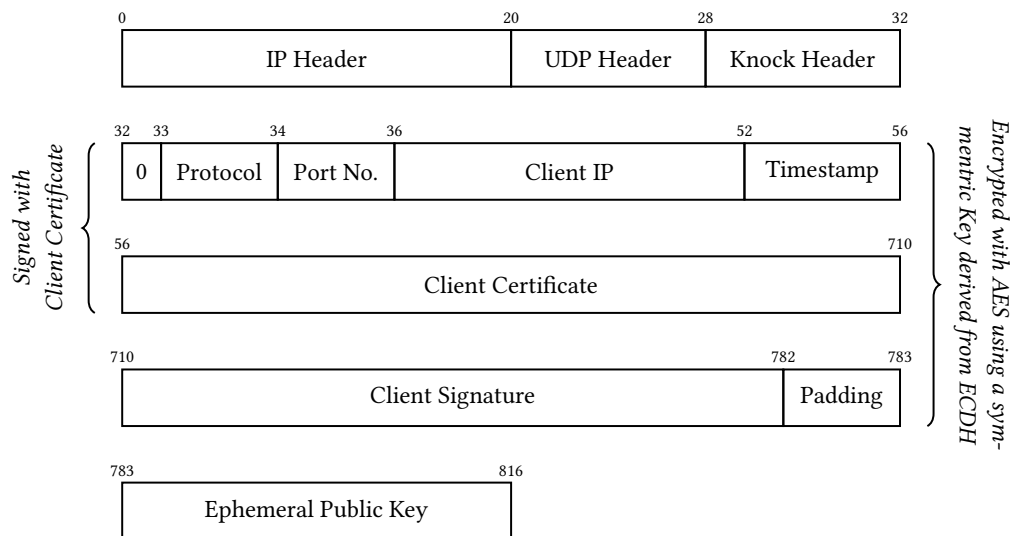 0 20 28 32
IP Header UDP Header Knock Header
32 33 34 36 52 56
0 Protocol Port No. Client IP Timestamp
56 710
Client Certificate
710 782 783
Client Signature Padding
783 816
Ephemeral Public Key
Signed with
Client Certificate
Encrypted with AES using a sym-
mentric Key derived from ECDH